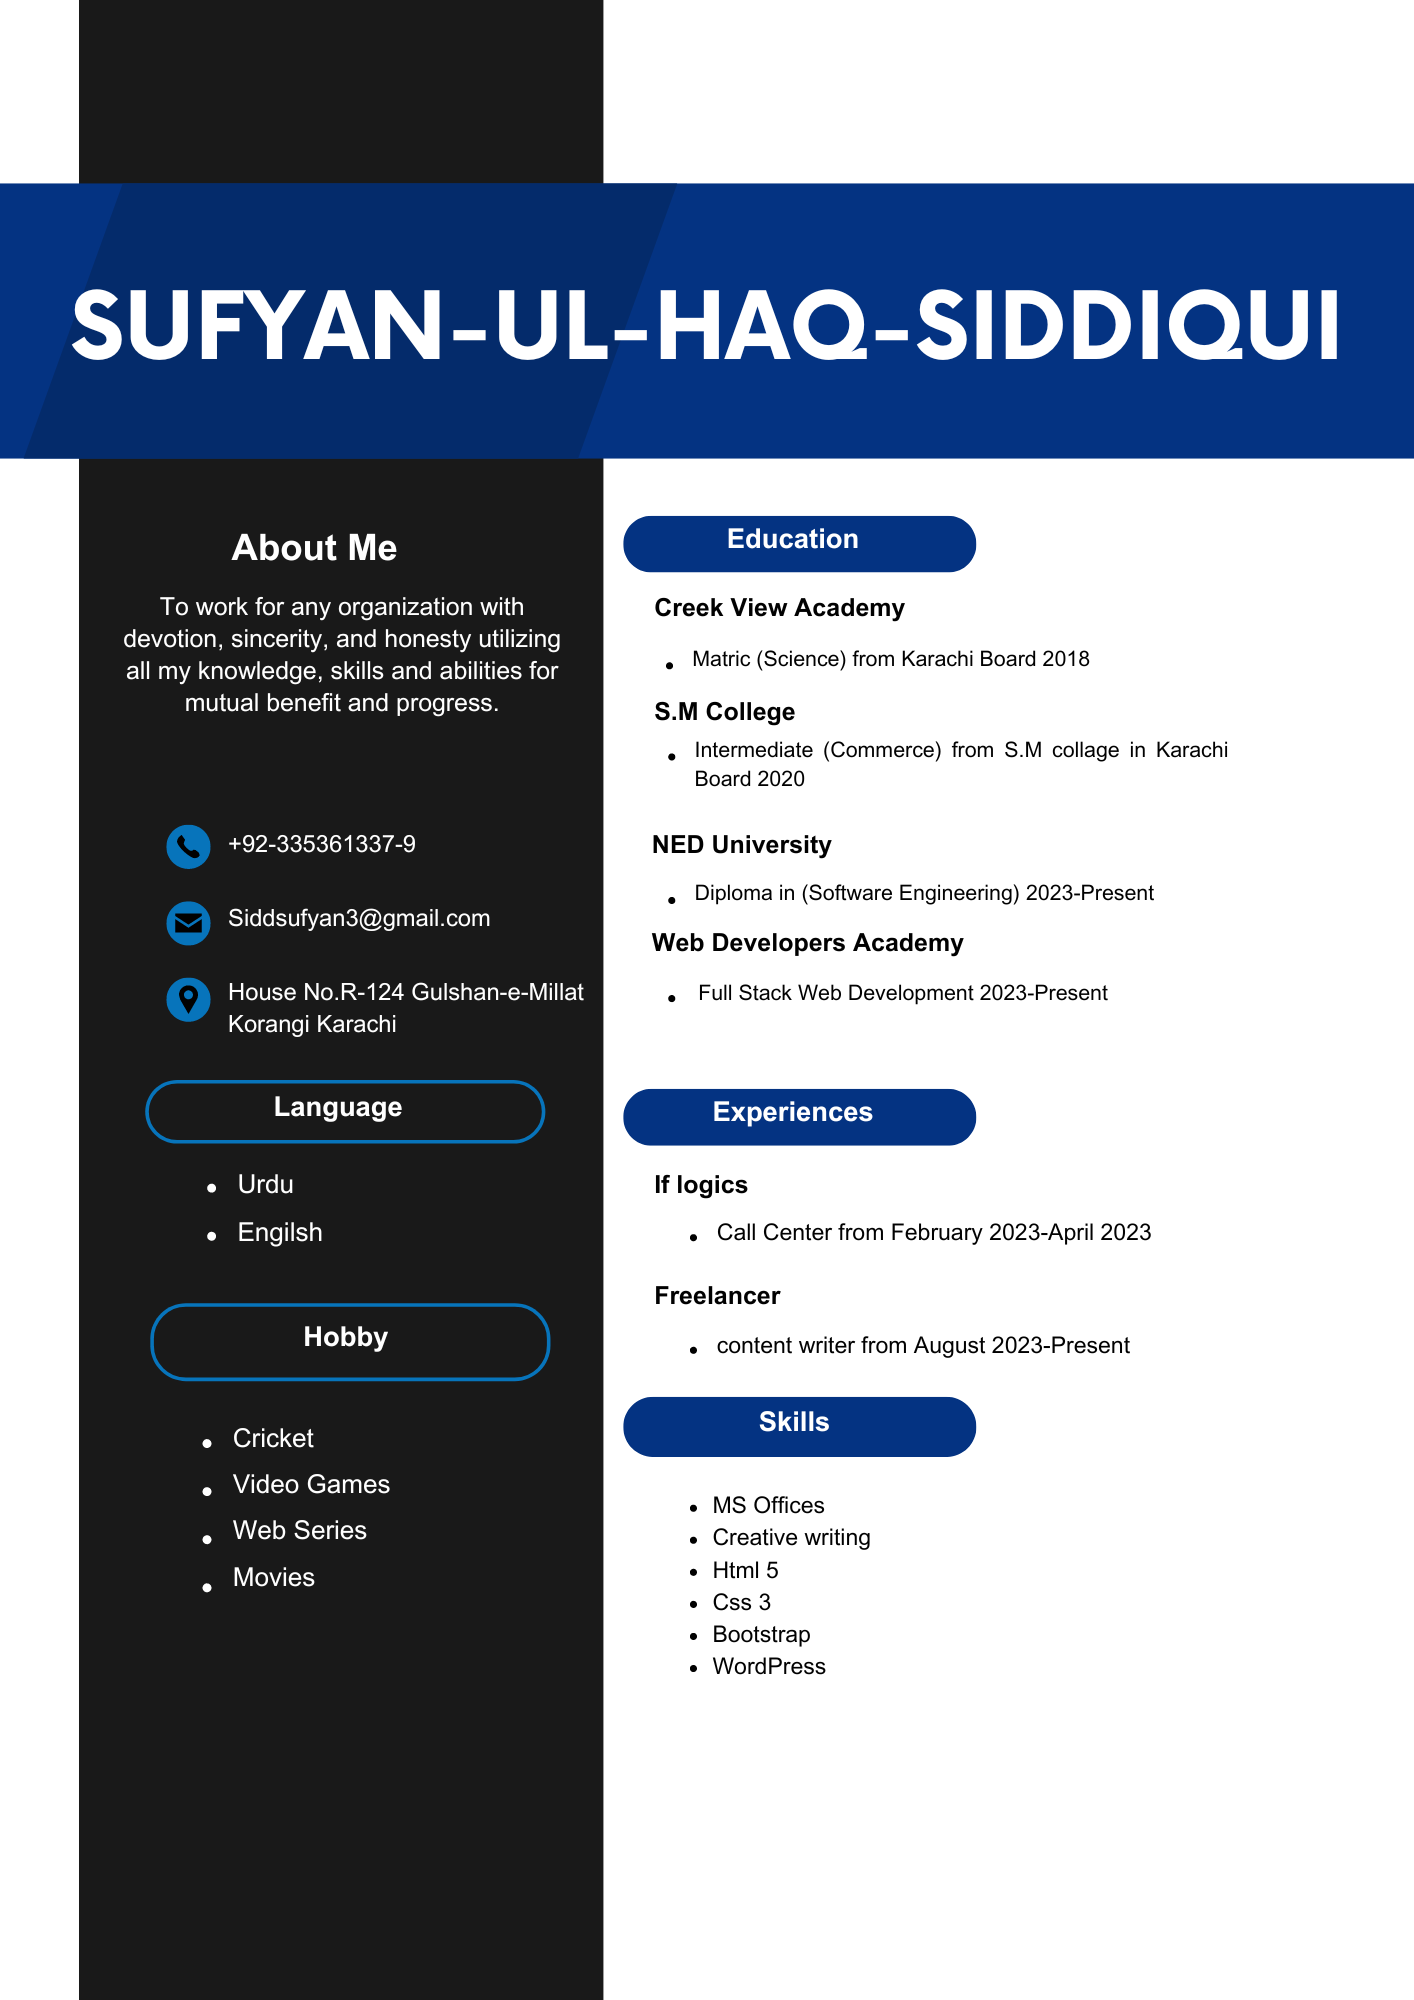 SUFYAN-UL-HAQ-SIDDIQUI
About Me
To work for any organization with
devotion, sincerity, and honesty utilizing
all my knowledge, skills and abilities for
mutual benefit and progress.
+92-335361337-9
Siddsufyan3@gmail.com
House No.R-124 Gulshan-e-Millat
Korangi Karachi
Language
Urdu
Engilsh
Hobby
Cricket
Video Games
Web Series
Movies
Education
Creek View Academy
Matric (Science) from Karachi Board 2018
S.M College
Intermediate (Commerce) from S.M collage in Karachi
Board 2020
NED University
Diploma in (Software Engineering) 2023-Present
Web Developers Academy
Full Stack Web Development 2023-Present
Experiences
If logics
Call Center from February 2023-April 2023
Freelancer
content writer from August 2023-Present
Skills
MS Offices
Creative writing
Html 5
Css 3
Bootstrap
WordPress